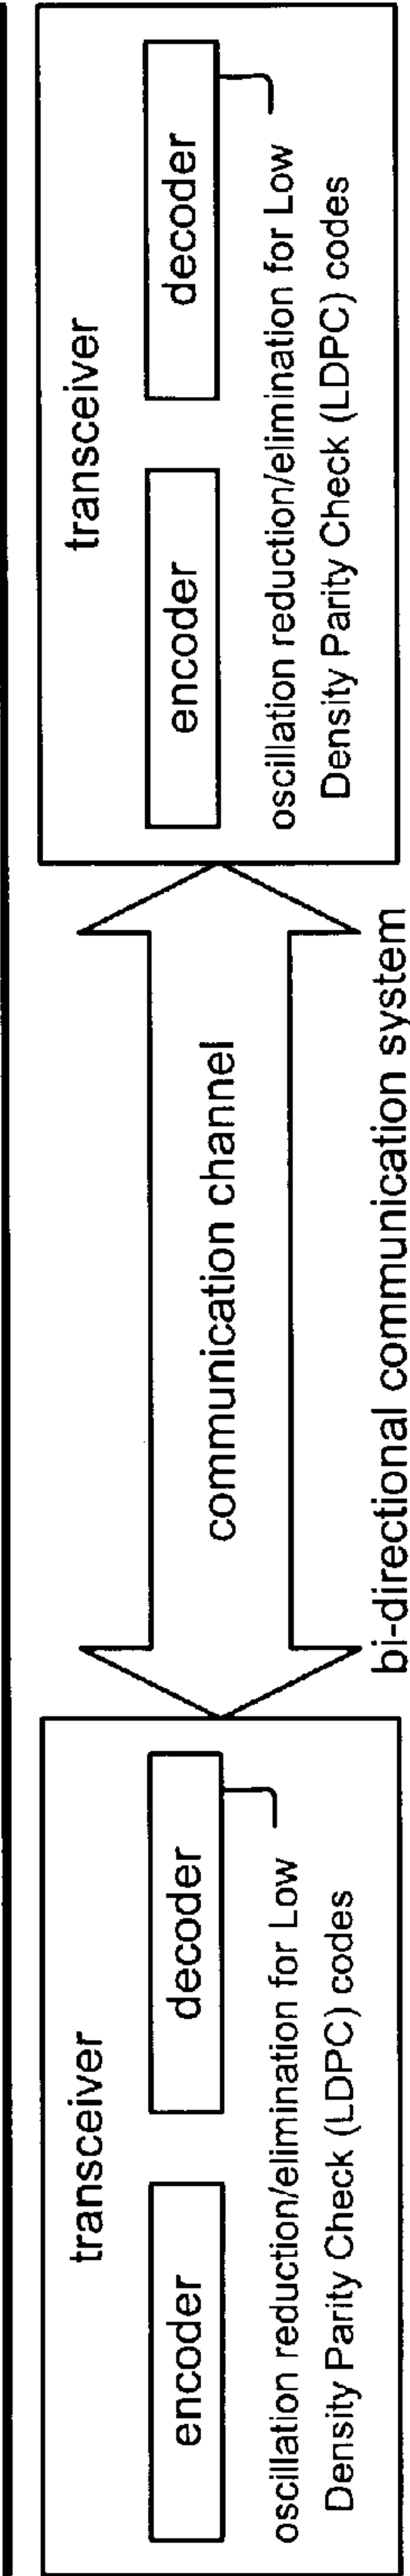 transceiver
encoder
decoder
oscillation reduction/elimination for Low
Density Parity Check (LDPC) codes
communication channel
transceiver
encoder
decoder
oscillation reduction/elimination for Low
Density Parity Check (LDPC) codes
bi-directional communication system